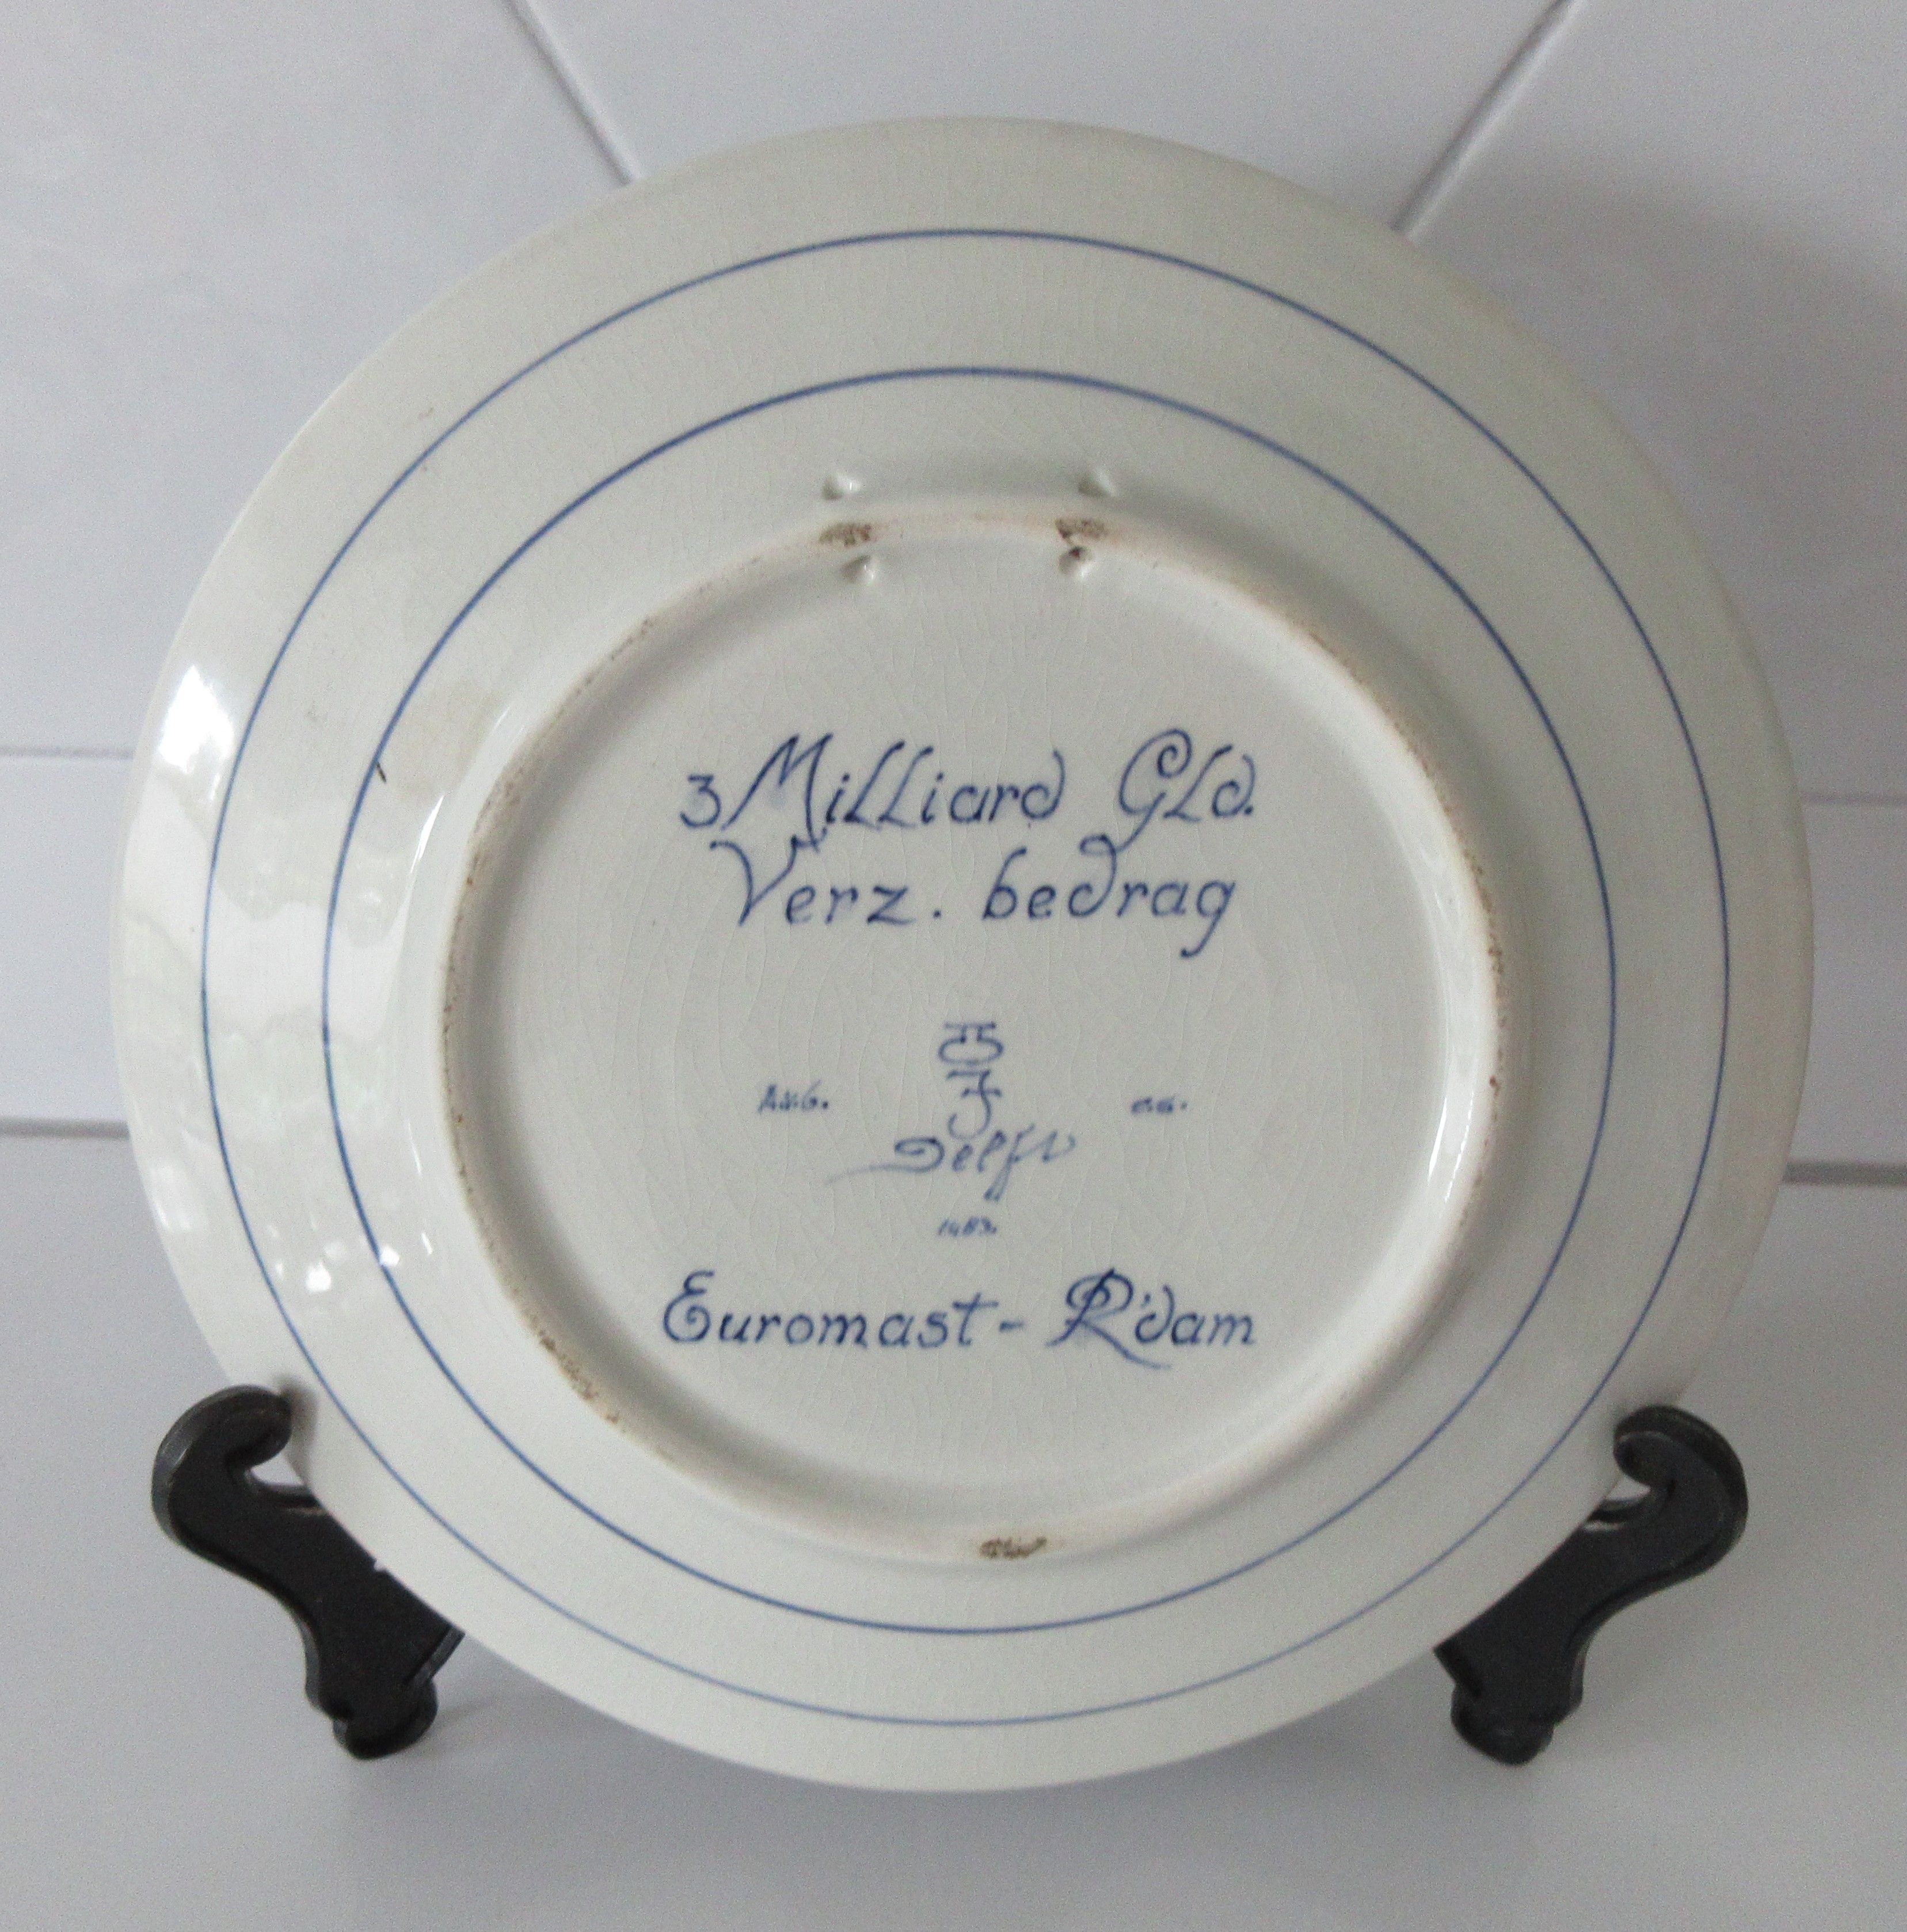 3 Milliard Gld.
Verz. bedrag
Delft
Euromast - R'dam